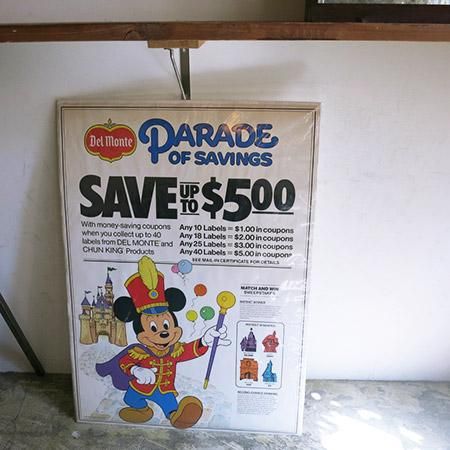 Del Monte
PARADE
OF SAVINGS
SAVE UP TO $5.00
With money-saving coupons
when you collect up to 40
labels from DEL MONTE and
CHUN KING Products
Any 10 Labels = $1.00 in coupons
Any 18 Labels = $2.00 in coupons
Any 25 Labels = $3.00 in coupons
Any 40 Labels = $5.00 in coupons
SEE MAIL-IN CERTIFICATE FOR DETAILS
MATCH AND WIN
SWEEPSTAKES